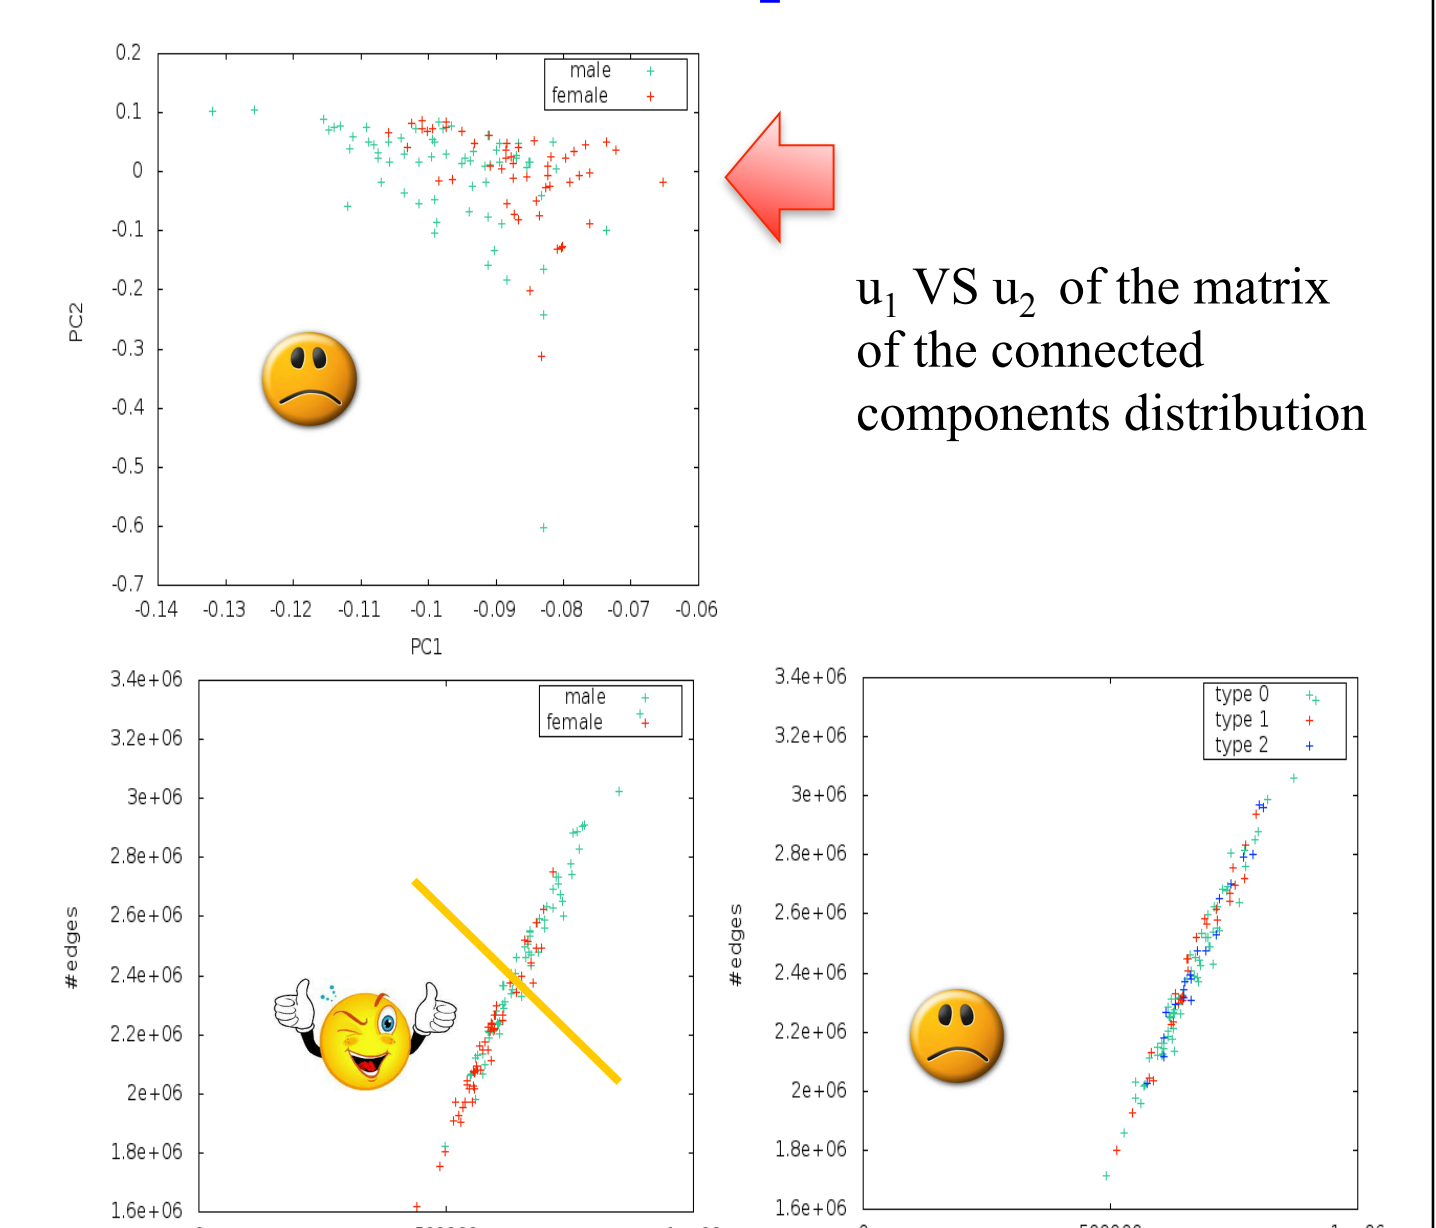 0.2
0.1
0
-0.1
-0.2
-0.3
-0.4
-0.5
-0.6
-0.7
PC2
male
female
-0.14 -0.13 -0.12 -0.11 -0.1 -0.09 -0.08 -0.07 -0.06
PC1
u1 VS u2 of the matrix
of the connected
components distribution
3.4e+06
3.2e+06
3e+06
2.8e+06
2.6e+06
2.4e+06
2.2e+06
2e+06
1.8e+06
1.6e+06
#edges
male
female
3.4e+06
3.2e+06
3e+06
2.8e+06
2.6e+06
2.4e+06
2.2e+06
2e+06
1.8e+06
1.6e+06
#edges
type 0
type 1
type 2